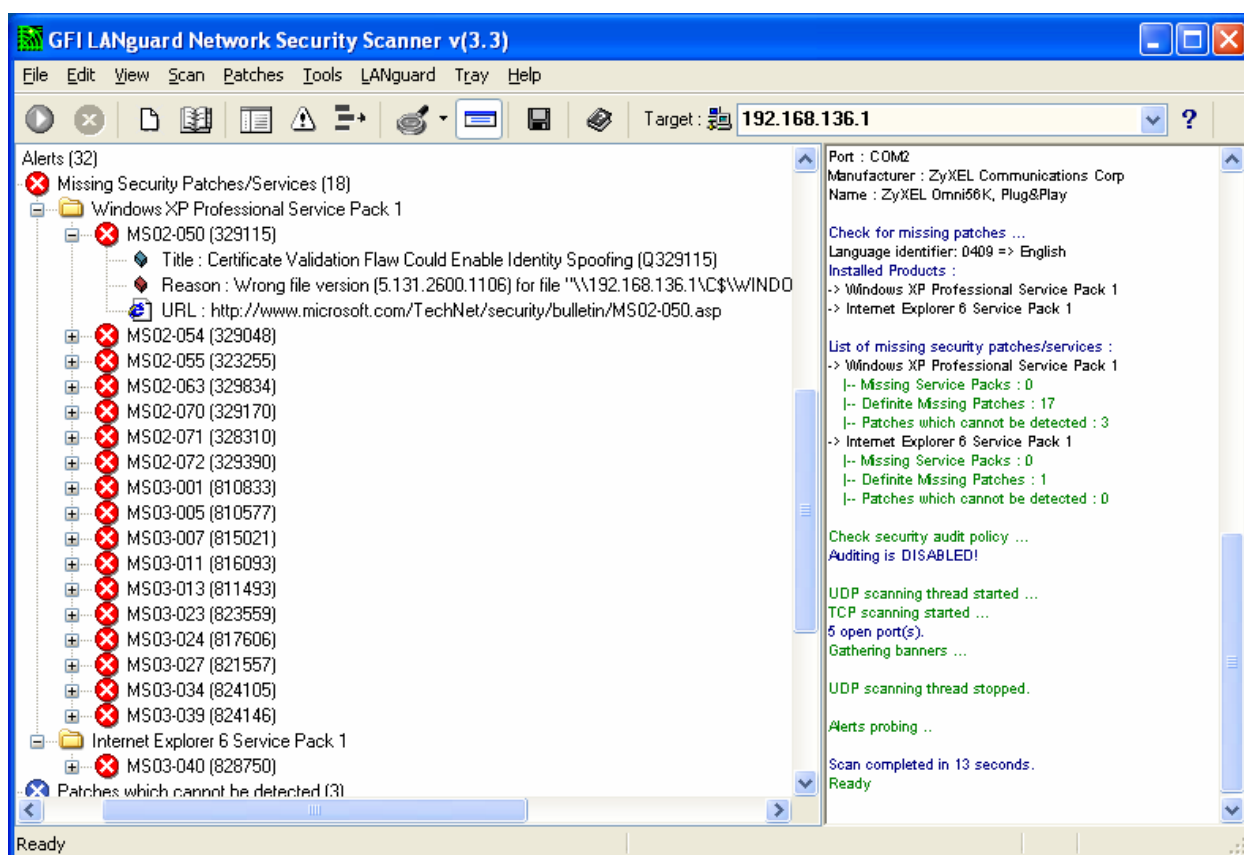 GFI LANguard Network Security Scanner v(3.3)
File Edit View Scan Patches Tools LANguard Tray Help
Target : 192.168.136.1 ?
Alerts (32)
Missing Security Patches/Services (18)
Windows XP Professional Service Pack 1
MS02-050 (329115)
Title : Certificate Validation Flaw Could Enable Identity Spoofing (Q329115)
Reason : Wrong file version (5.131.2600.1106) for file "\\192.168.136.1\C$\WINDO
URL : http://www.microsoft.com/TechNet/security/bulletin/MS02-050.asp
MS02-054 (329048)
MS02-055 (323255)
MS02-063 (329834)
MS02-070 (329170)
MS02-071 (328310)
MS02-072 (329390)
MS03-001 (810833)
MS03-005 (810577)
MS03-007 (815021)
MS03-011 (816093)
MS03-013 (811493)
MS03-023 (823559)
MS03-024 (817606)
MS03-027 (821557)
MS03-034 (824105)
MS03-039 (824146)
Internet Explorer 6 Service Pack 1
MS03-040 (828750)
Patches which cannot be detected (3)
Port : COM2
Manufacturer : ZyXEL Communications Corp
Name : ZyXEL Omni56K, Plug&Play
Check for missing patches ...
Language identifier: 0409 => English
Installed Products :
-> Windows XP Professional Service Pack 1
-> Internet Explorer 6 Service Pack 1
List of missing security patches/services :
-> Windows XP Professional Service Pack 1
|-- Missing Service Packs : 0
|-- Definite Missing Patches : 17
|-- Patches which cannot be detected : 3
-> Internet Explorer 6 Service Pack 1
|-- Missing Service Packs : 0
|-- Definite Missing Patches : 1
|-- Patches which cannot be detected : 0
Check security audit policy ...
Auditing is DISABLED!
UDP scanning thread started ...
TCP scanning started ...
5 open port(s).
Gathering banners ...
UDP scanning thread stopped.
Alerts probing ..
Scan completed in 13 seconds.
Ready
Ready